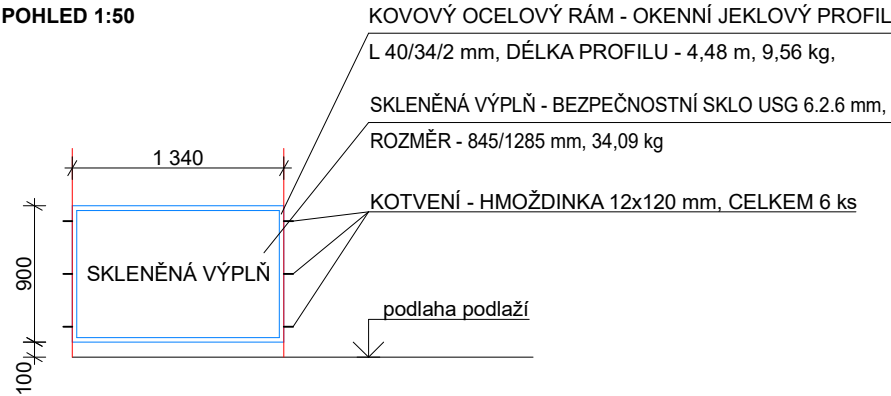 POHLED 1:50
KOVOVÝ OCELOVÝ RÁM - OKENNÍ JEKLOVÝ PROFIL
L 40/34/2 mm, DÉLKA PROFILU - 4,48 m, 9,56 kg,
SKLENĚNÁ VÝPLŇ - BEZPEČNOSTNÍ SKLO USG 6.2.6 mm,
ROZMĚR - 845/1285 mm, 34,09 kg
1 340
KOTVENÍ - HMOŽDINKA 12x120 mm, CELKEM 6 ks
900
SKLENĚNÁ VÝPLŇ
podlaha podlaží
100